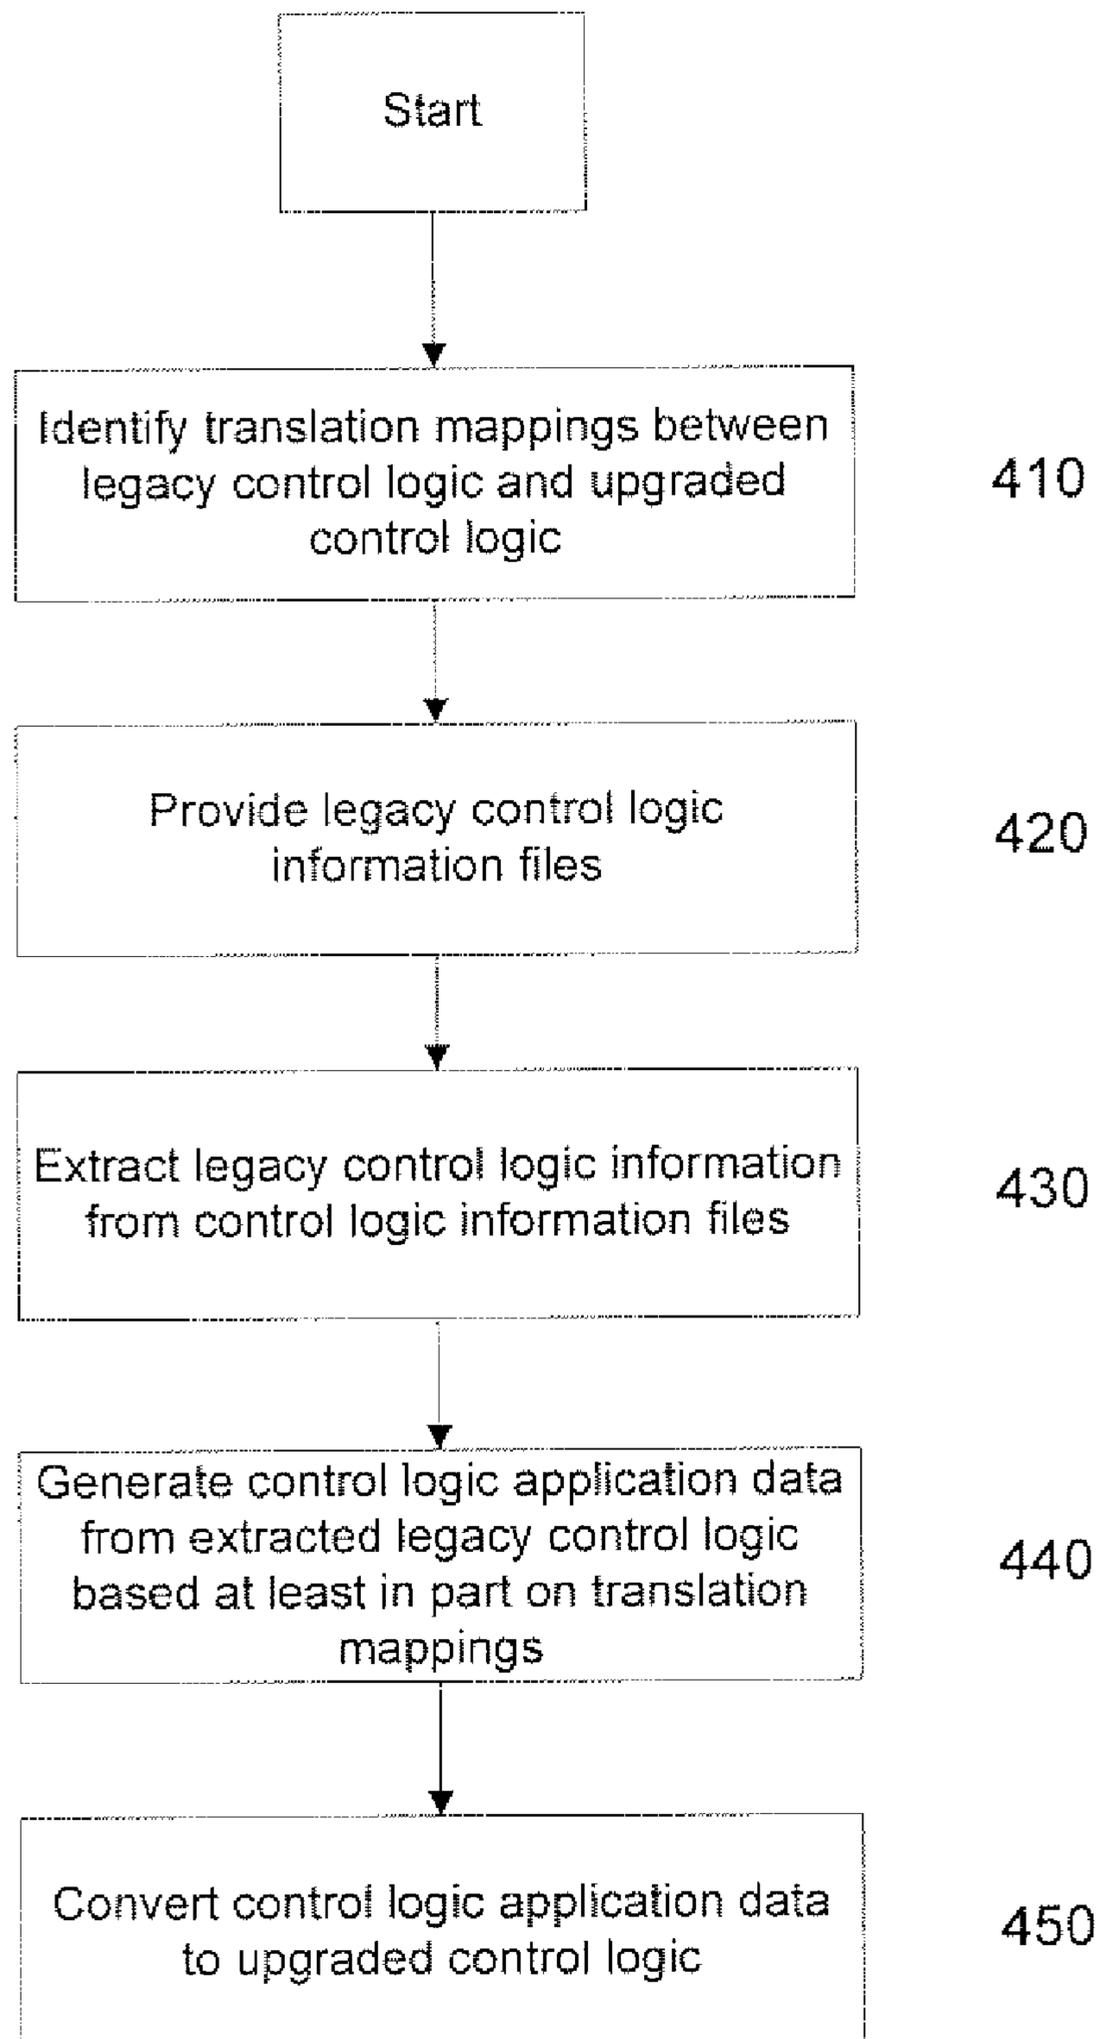 Start
Identify translation mappings between
legacy control logic and upgraded
control logic
410
Provide legacy control logic
information files
420
Extract legacy control logic information
from control logic information files
430
Generate control logic application data
from extracted legacy control logic
based at least in part on translation
mappings
440
Convert control logic application data
to upgraded control logic
450